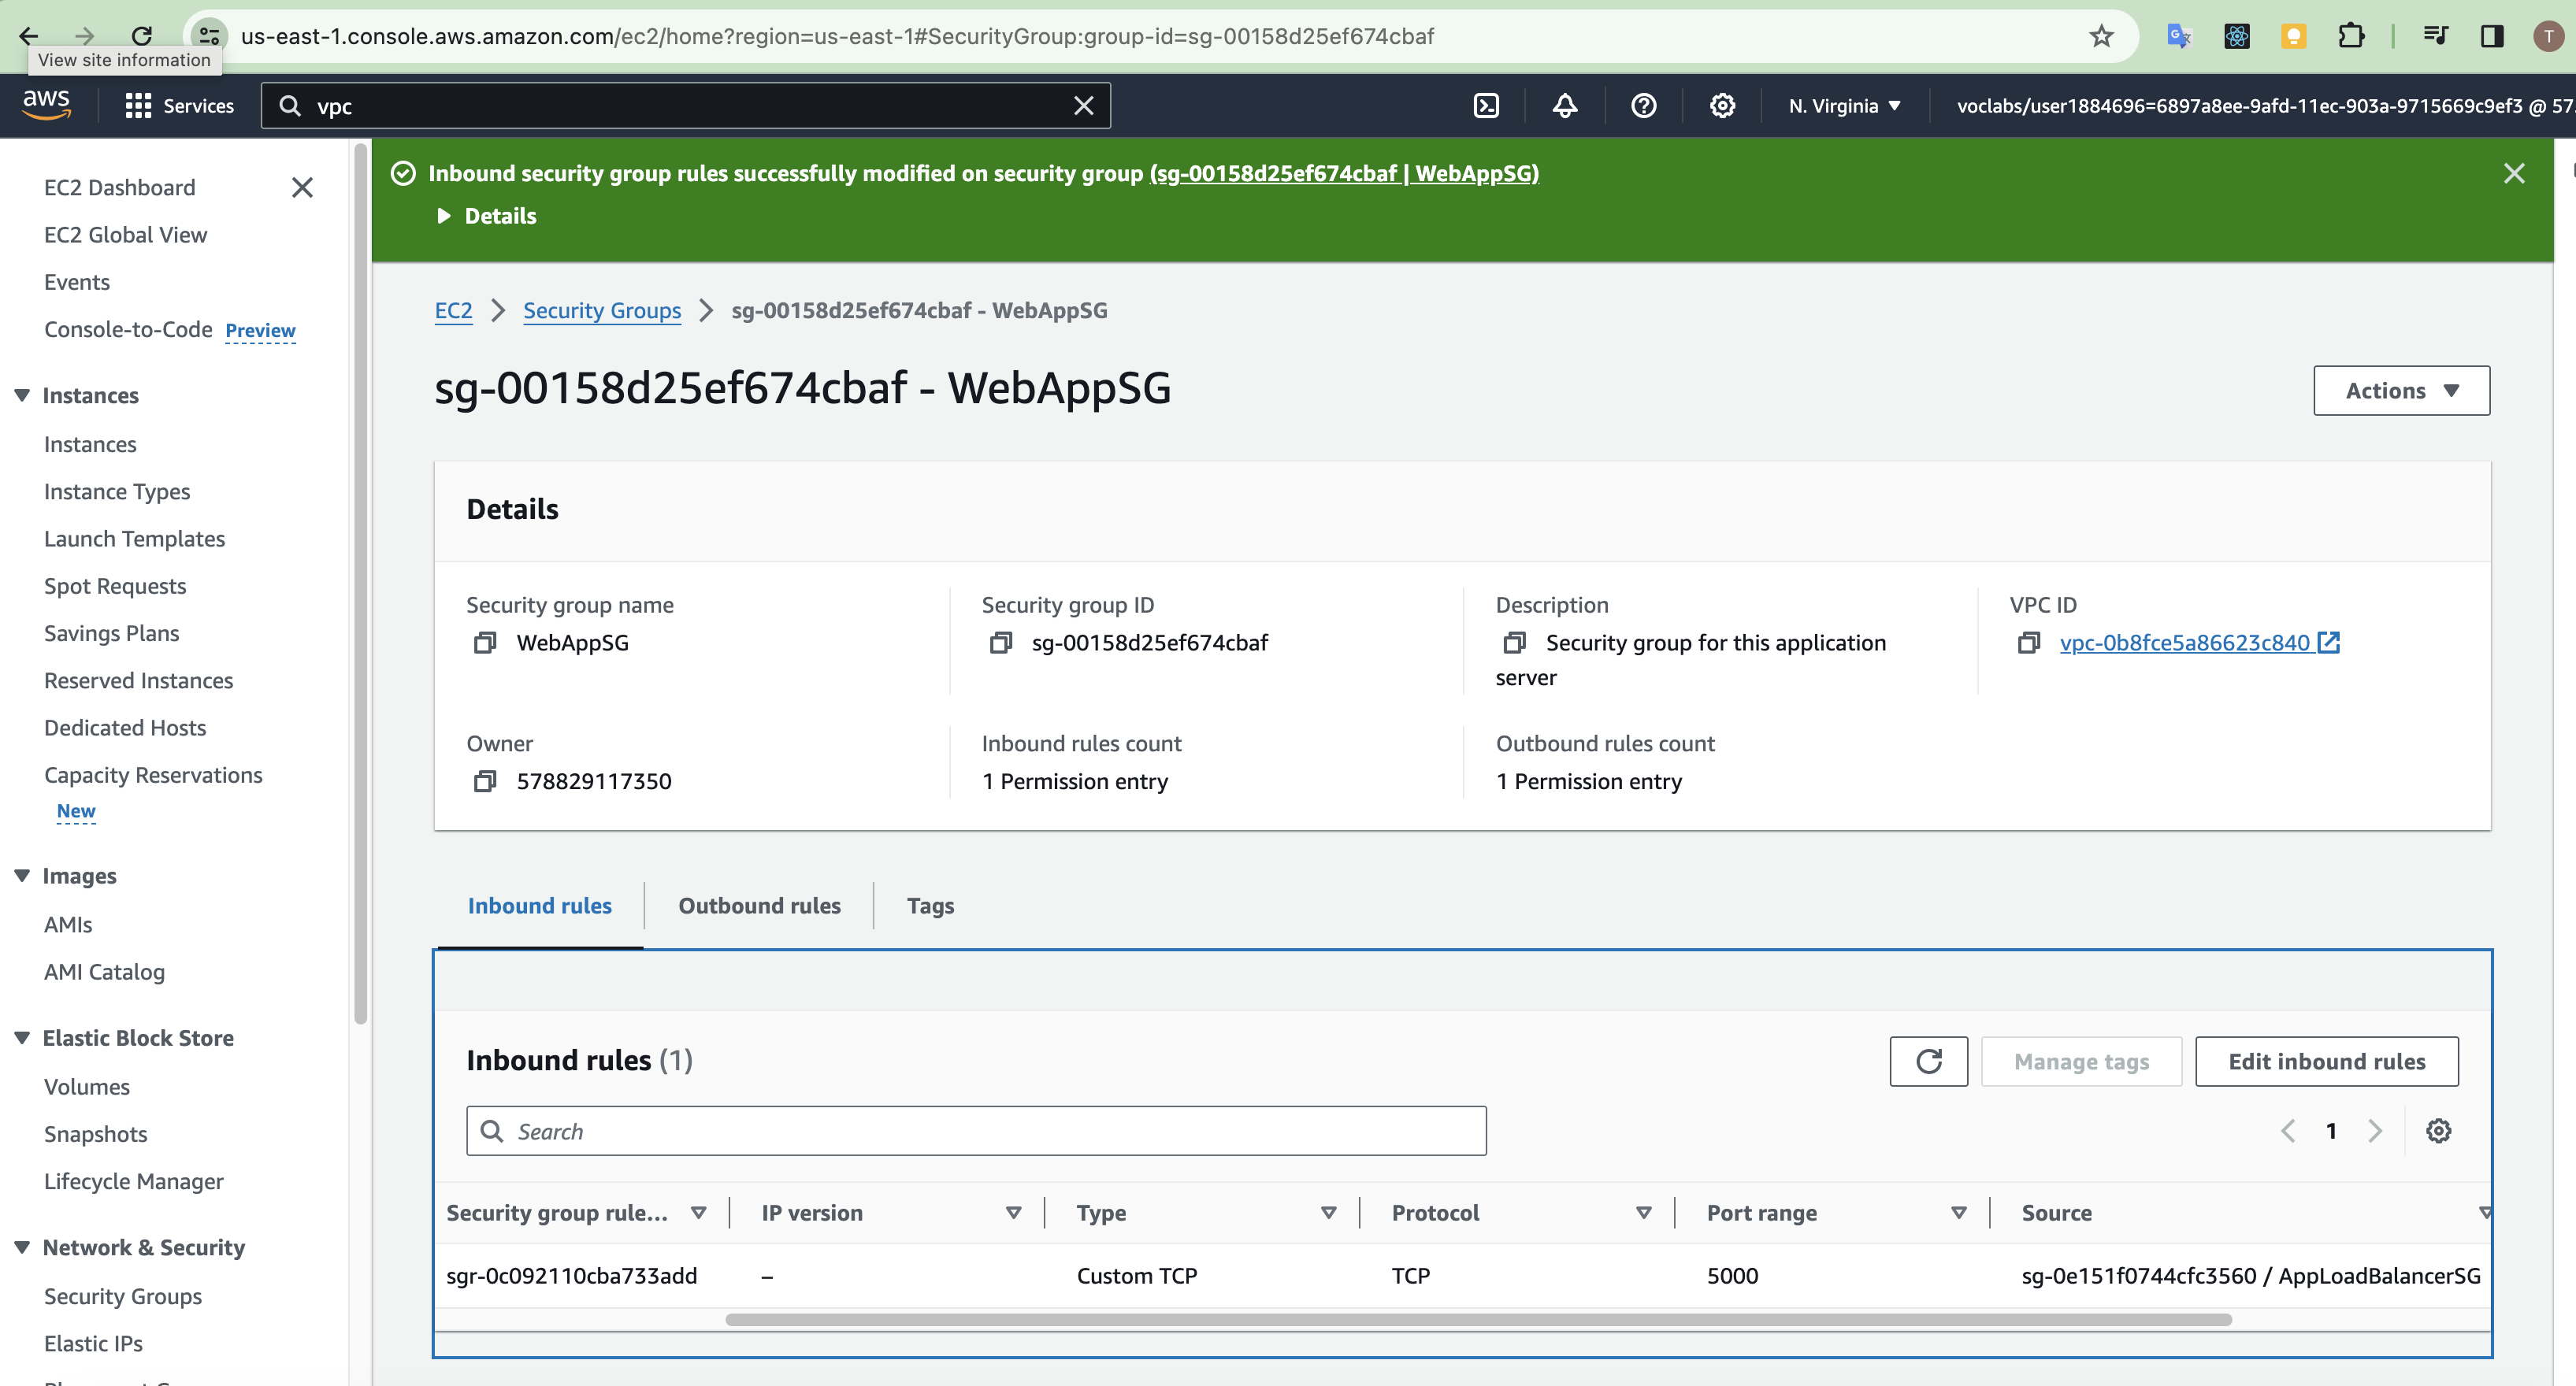 us-east-1.console.aws.amazon.com/ec2/home?region=us-east-1#SecurityGroup:group-id=sg-00158d25ef674cbaf
T
View site information
aws
Services
vpc
N. Virginia
voclabs/user1884696=6897a8ee-9afd-11ec-903a-9715669c9ef3 @ 57
EC2 Dashboard
EC2 Global View
Events
Console-to-Code Preview
Instances
Instances
Instance Types
Launch Templates
Spot Requests
Savings Plans
Reserved Instances
Dedicated Hosts
Capacity Reservations
New
Images
AMIs
AMI Catalog
Elastic Block Store
Volumes
Snapshots
Lifecycle Manager
Network & Security
Security Groups
Elastic IPs
Inbound security group rules successfully modified on security group (sg-00158d25ef674cbaf | WebAppSG)
Details
EC2 > Security Groups > sg-00158d25ef674cbaf - WebAppSG
sg-00158d25ef674cbaf - WebAppSG
Actions
Details
Security group name
WebAppSG
Security group ID
sg-00158d25ef674cbaf
Description
Security group for this application
server
VPC ID
vpc-0b8fce5a86623c840
Owner
578829117350
Inbound rules count
1 Permission entry
Outbound rules count
1 Permission entry
Inbound rules
Outbound rules
Tags
Inbound rules (1)
Manage tags
Edit inbound rules
Search
1
Security group rule... IP version Type Protocol Port range Source
sgr-0c092110cba733add – Custom TCP TCP 5000 sg-0e151f0744cfc3560 / AppLoadBalancerSG